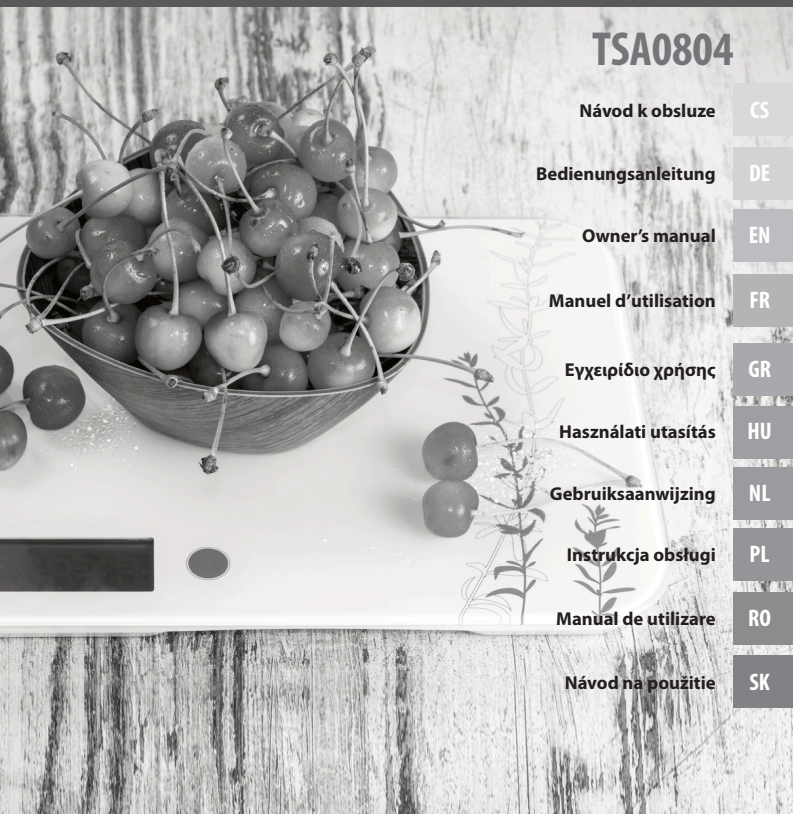 TSA0804
Návod k obsluze CS
Bedienungsanleitung DE
Owner’s manual EN
Manuel d’utilisation FR
Εγχειρίδιο χρήσης GR
Használati utasítás HU
Gebruiksaanwijzing NL
Instrukcja obsługi PL
Manual de utilizare RO
Návod na použitie SK